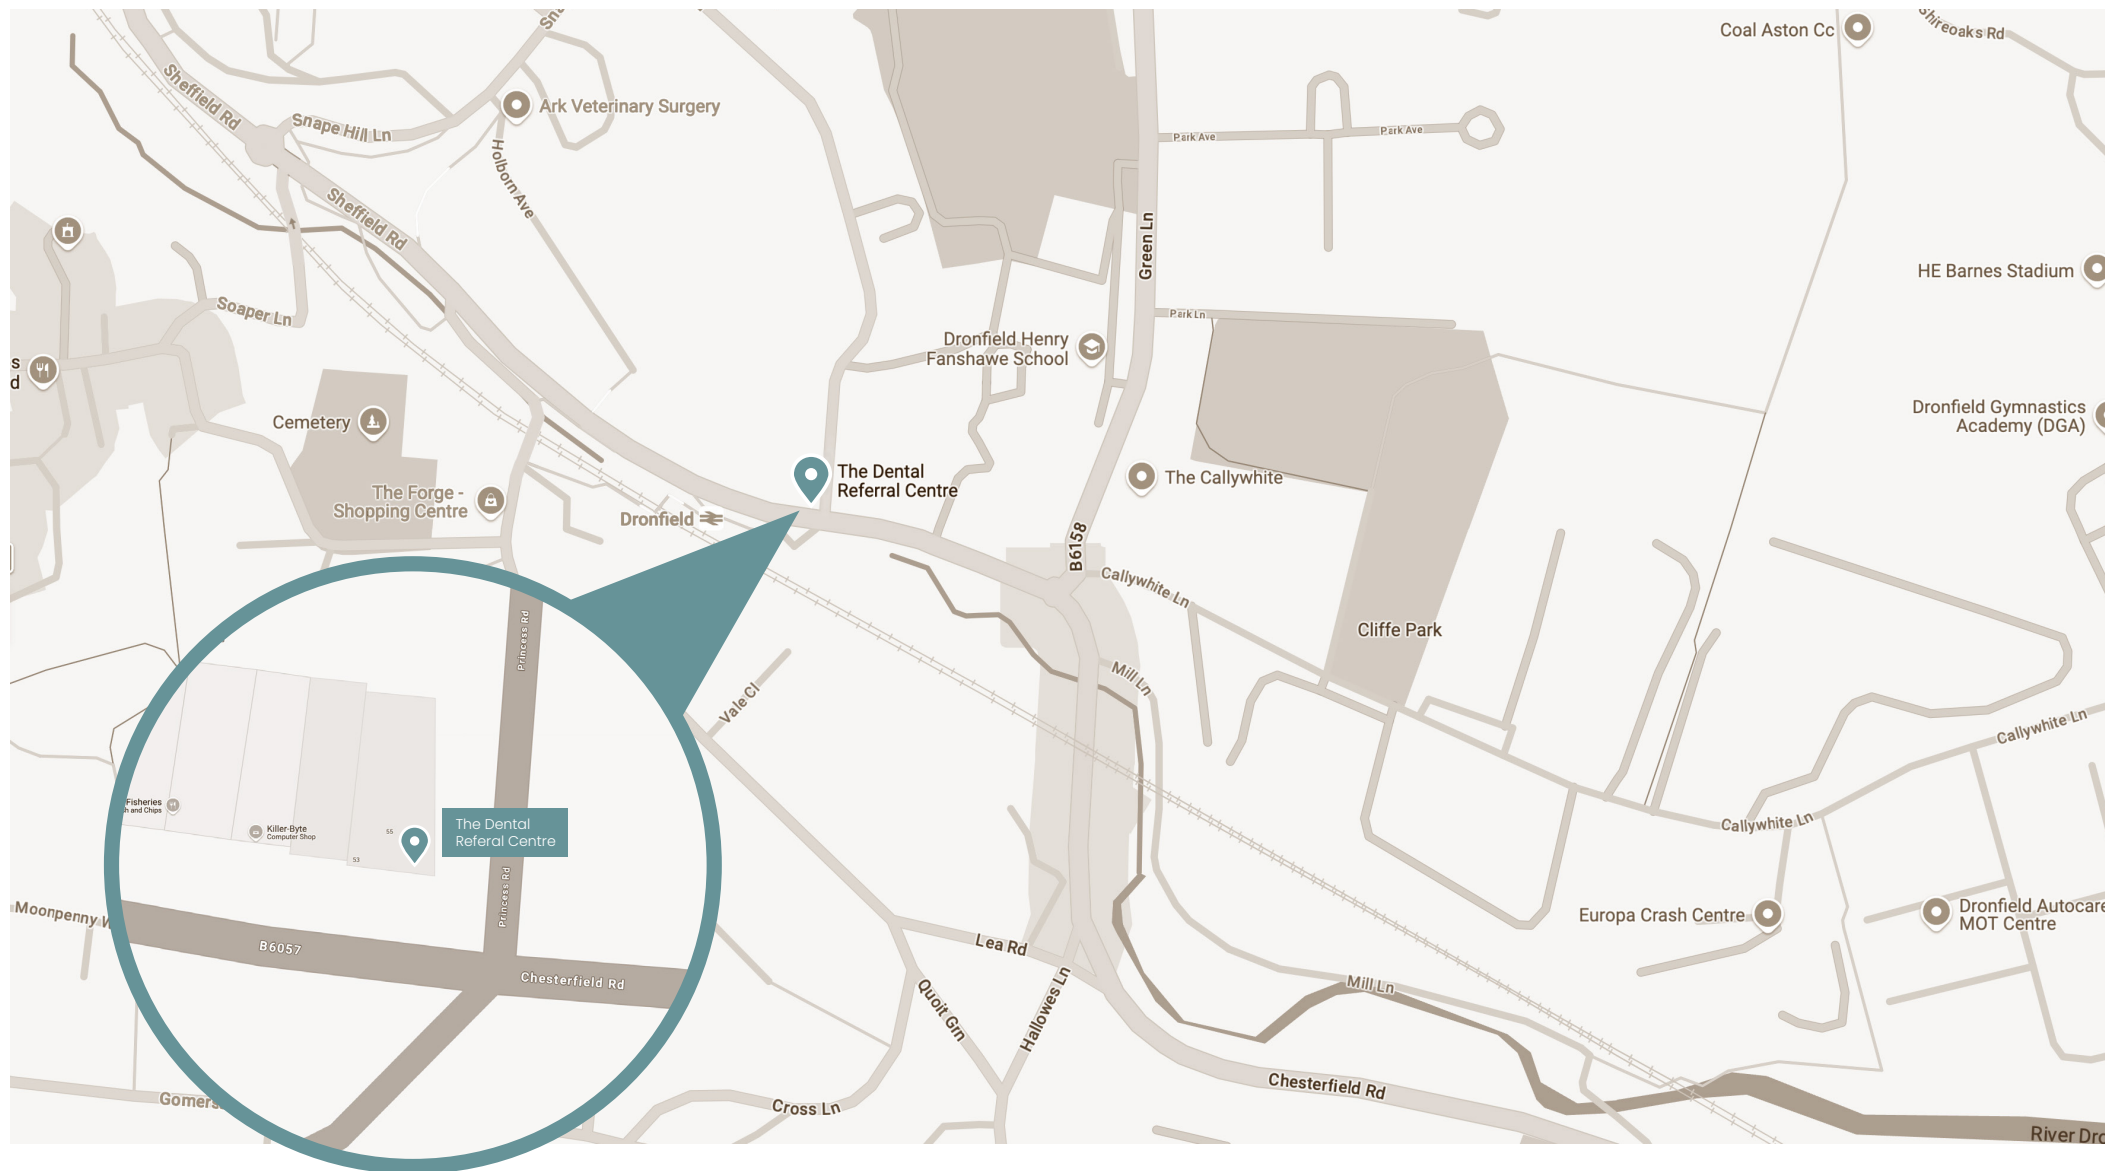 Coal Aston Cc
Shireoaks Rd
Sheffield Rd
Snape Hill Ln
Ark Veterinary Surgery
Holborn Ave
Park Ave
Park Ave
Sheffield Rd
Green Ln
HE Barnes Stadium
Soaper Ln
Park Ln
Dronfield Henry
Fanshawe School
Cemetery
Dronfield Gymnastics
Academy (DGA)
The Dental
Referral Centre
The Callywhite
The Forge -
Shopping Centre
Dronfield
B6158
Callywhite Ln
Cliffe Park
Princess Rd
Mill Ln
Vale Cl
Callywhite Ln
Fisheries
Killer-Byte
Computer Shop
55
53
The Dental
Referal Centre
Callywhite Ln
Princess Rd
Moonpenny
B6057
Chesterfield Rd
Lea Rd
Europa Crash Centre
Dronfield Autocare
MOT Centre
Quoit Grn
Hallowes Ln
Mill Ln
Chesterfield Rd
Cross Ln
River